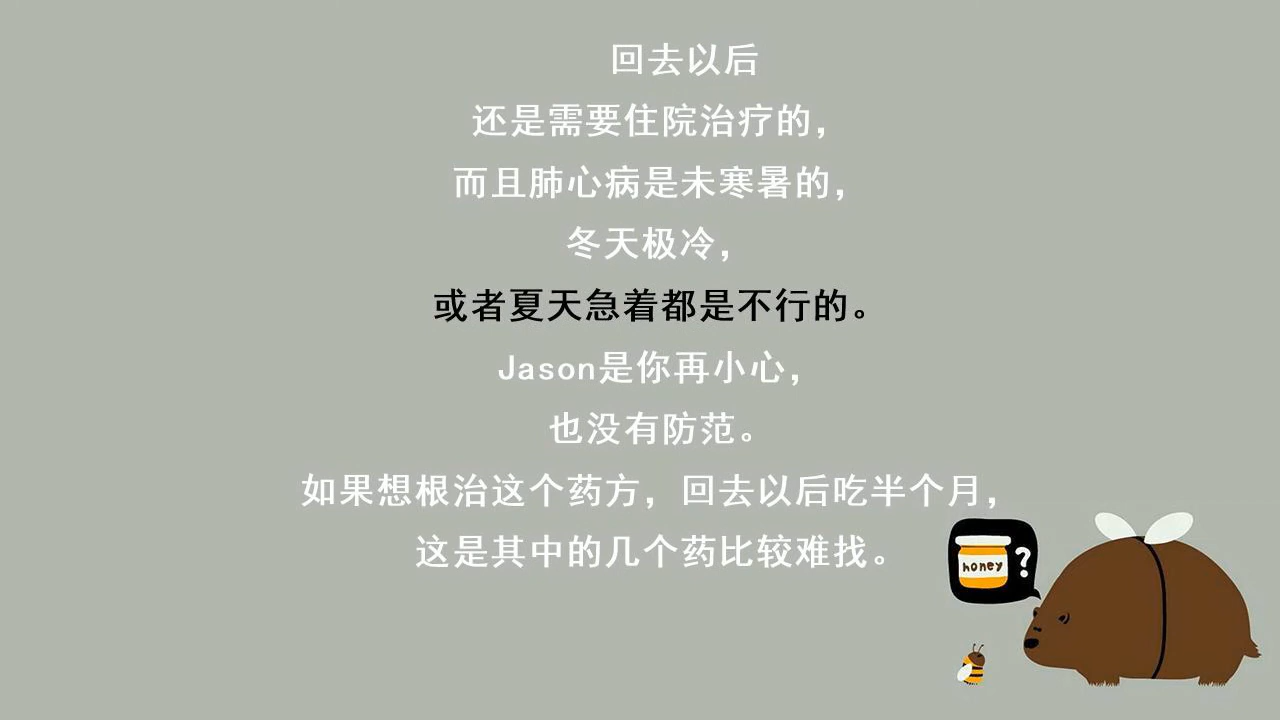 回去以后
还是需要住院治疗的，
而且肺心病是未寒暑的，
冬天极冷，
或者夏天急着都是不行的。
Jason是你再小心，
也没有防范。
如果想根治这个药方，回去以后吃半个月，
这是其中的几个药比较难找。
honey
?